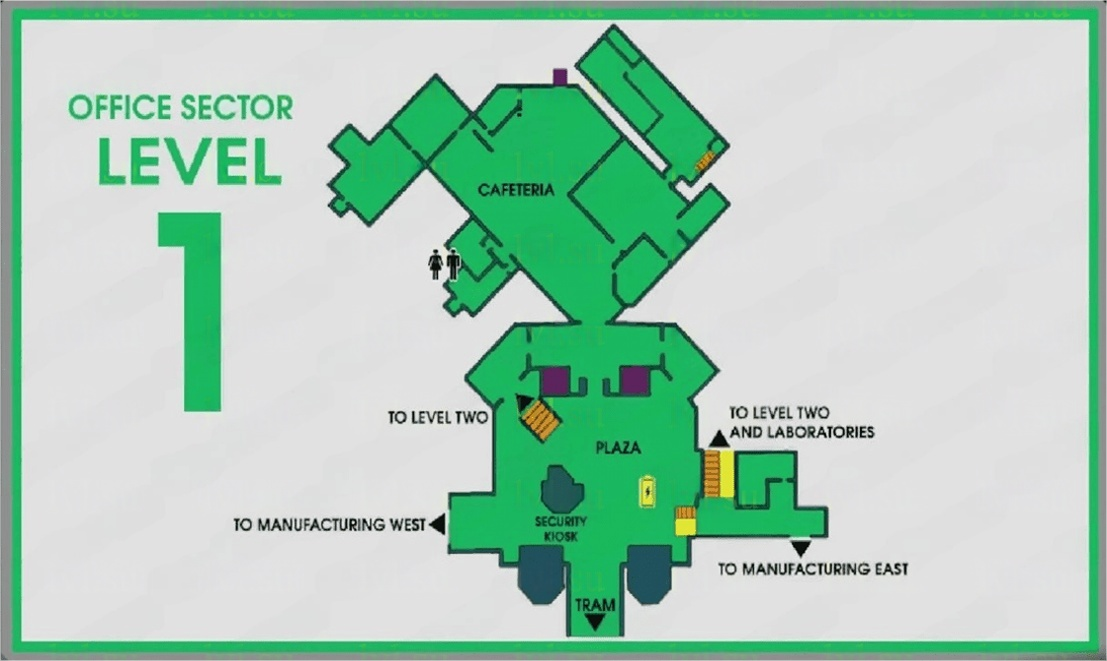 OFFICE SECTOR
LEVEL
1
CAFETERIA
TO LEVEL TWO
PLAZA
TO LEVEL TWO
AND LABORATORIES
TO MANUFACTURING WEST
SECURITY
KIOSK
TO MANUFACTURING EAST
TRAM